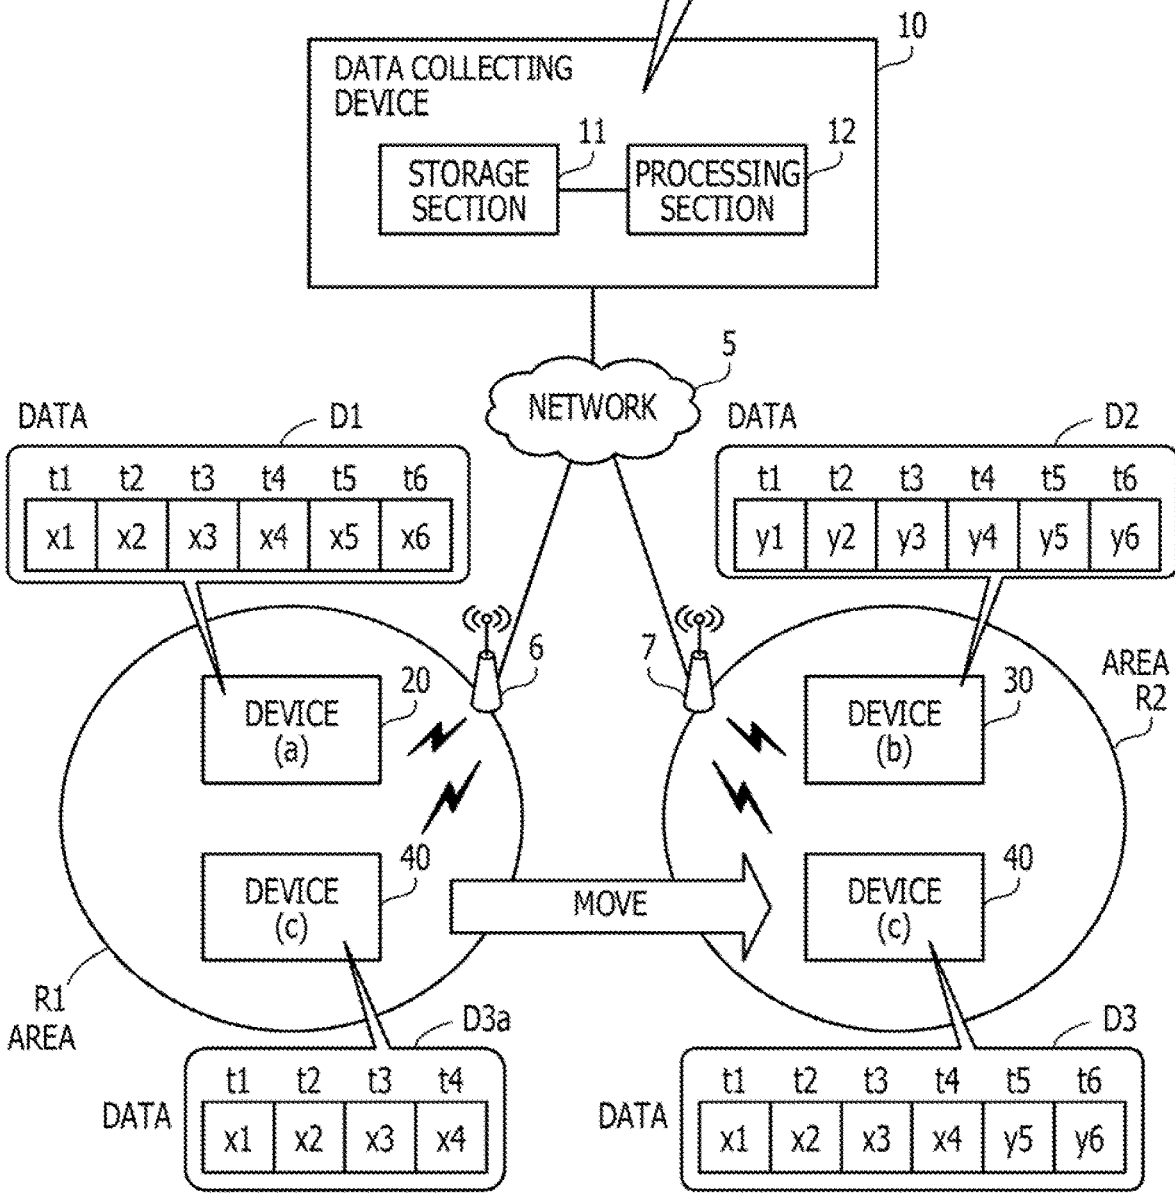 10
DATA COLLECTING
DEVICE
11
12
STORAGE
SECTION
PROCESSING
SECTION
5
NETWORK
DATA
D1
t1 t2 t3 t4 t5 t6
x1 x2 x3 x4 x5 x6
DATA
D2
t1 t2 t3 t4 t5 t6
y1 y2 y3 y4 y5 y6
6
7
20
DEVICE
(a)
30
DEVICE
(b)
AREA
R2
40
DEVICE
(c)
MOVE
40
DEVICE
(c)
R1
AREA
D3a
t1 t2 t3 t4
DATA
x1 x2 x3 x4
D3
t1 t2 t3 t4 t5 t6
DATA
x1 x2 x3 x4 y5 y6